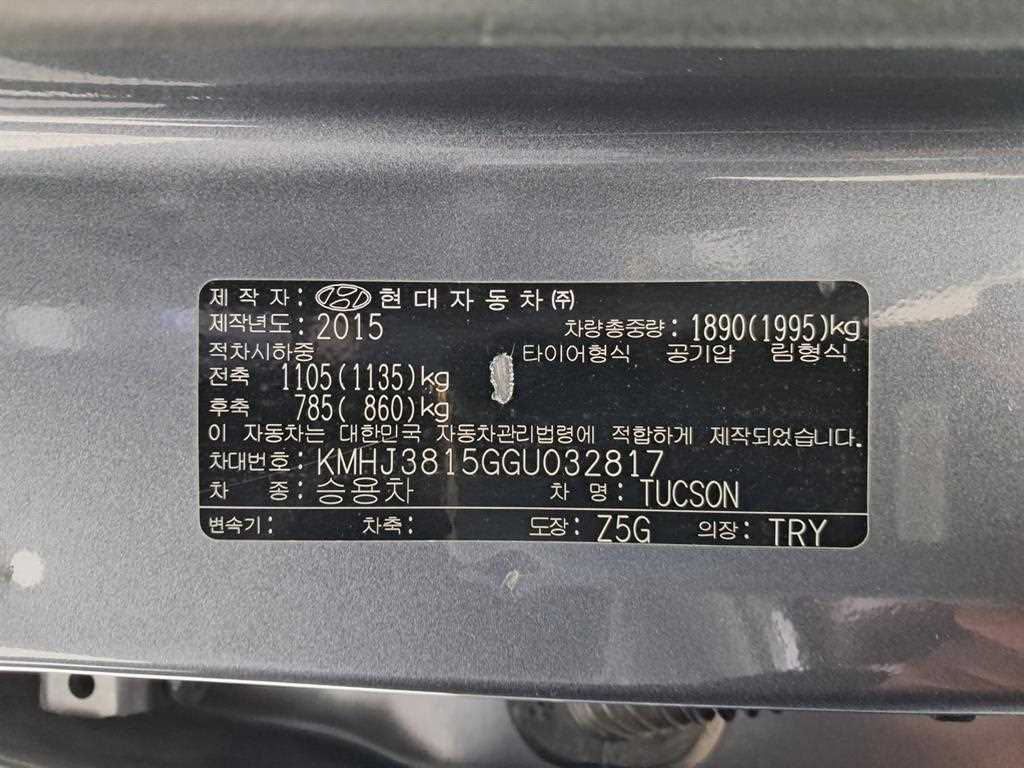 제 작 자 : 현대자동차㈜
제작년도 : 2015 차량총중량 : 1890(1995)kg
적차시하중 타이어형식 공기압 림형식
전축 1105(1135)kg
후축 785( 860)kg
이 자동차는 대한민국 자동차관리법령에 적합하게 제작되었습니다.
차대번호 : KMHJ3815GGU032817
차 종 : 승용차 차 명 : TUCSON
변속기 : 차축 : 도장 : Z5G 의장 : TRY